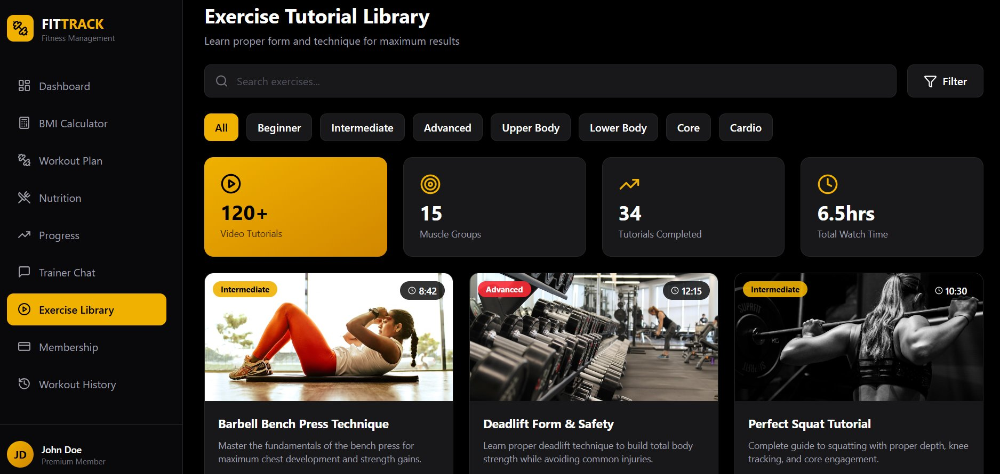 FITTRACK
Fitness Management
Dashboard
BMI Calculator
Workout Plan
Nutrition
Progress
Trainer Chat
Exercise Library
Membership
Workout History
JD
John Doe
Premium Member
Exercise Tutorial Library
Learn proper form and technique for maximum results
Search exercises...
Filter
All
Beginner
Intermediate
Advanced
Upper Body
Lower Body
Core
Cardio
120+
Video Tutorials
15
Muscle Groups
34
Tutorials Completed
6.5hrs
Total Watch Time
Intermediate
8:42
Barbell Bench Press Technique
Master the fundamentals of the bench press for
maximum chest development and strength gains.
Advanced
12:15
Deadlift Form & Safety
Learn proper deadlift technique to build total body
strength while avoiding common injuries.
Intermediate
10:30
SUPRFIT
KG
Perfect Squat Tutorial
Complete guide to squatting with proper depth, knee
tracking, and core engagement.